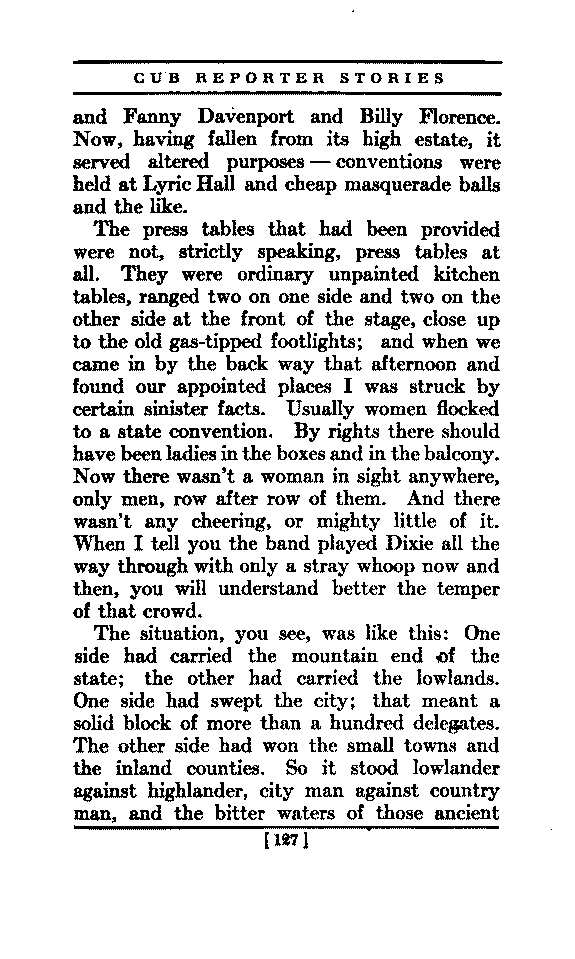 CUB REPORTER STORIES
and Fanny Davenport and Billy Florence.
Now, having fallen from its high estate, it
served altered purposes — conventions were
held at Lyric Hall and cheap masquerade balls
and the like.
The press tables that had been provided
were not, strictly speaking, press tables at
all. They were ordinary unpainted kitchen
tables, ranged two on one side and two on the
other side at the front of the stage, close up
to the old gas-tipped footlights; and when we
came in by the back way that afternoon and
found our appointed places I was struck by
certain sinister facts. Usually women flocked
to a state convention. By rights there should
have been ladies in the boxes and in the balcony.
Now there wasn't a woman in sight anywhere,
only men, row after row of them. And there
wasn't any cheering, or mighty little of it.
When I tell you the band played Dixie all the
way through with only a stray whoop now and
then, you will understand better the temper
of that crowd.
The situation, you see, was like this: One
side had carried the mountain end of the
state; the other had carried the lowlands.
One side had swept the city; that meant a
solid block of more than a hundred delegates.
The other side had won the small towns and
the inland counties. So it stood lowlander
against highlander, city man against country
man, and the bitter waters of those ancient
[127]